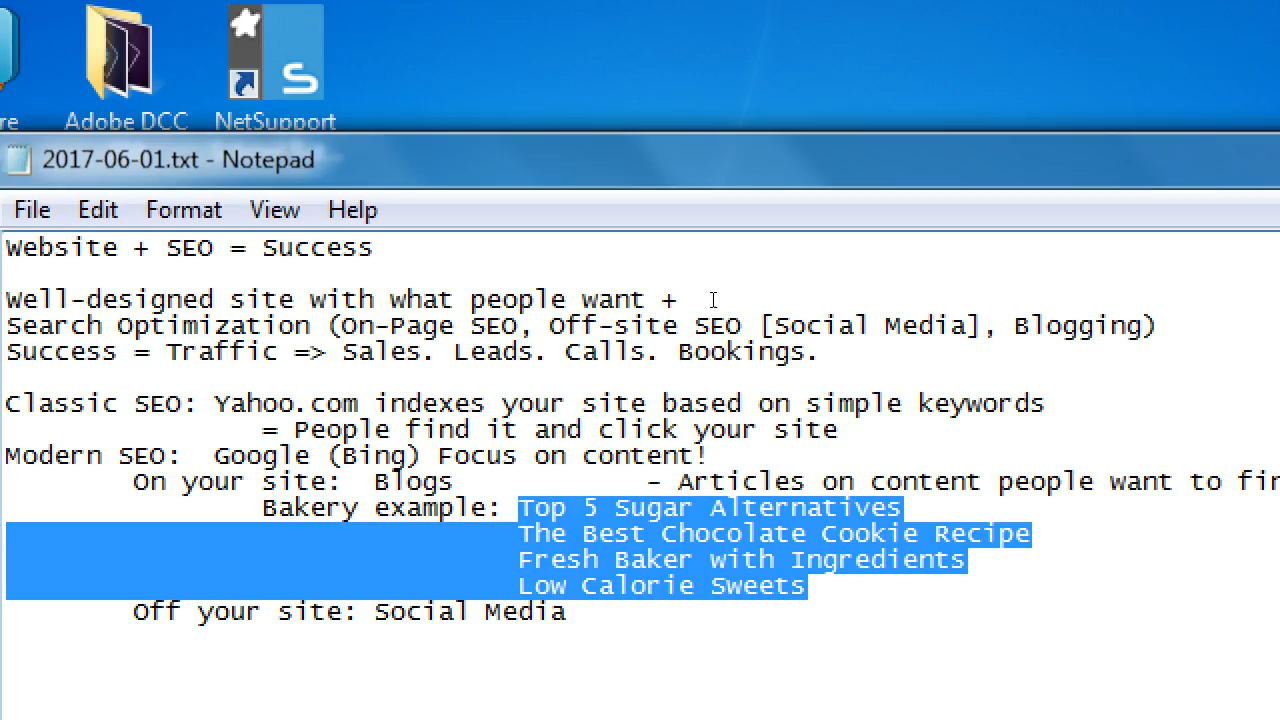 re Adobe DCC NetSupport
2017-06-01.txt - Notepad
File Edit Format View Help
Website + SEO = Success
Well-designed site with what people want +
Search Optimization (On-Page SEO, Off-site SEO [Social Media], Blogging)
Success = Traffic => Sales. Leads. Calls. Bookings.
Classic SEO: Yahoo.com indexes your site based on simple keywords
= People find it and click your site
Modern SEO: Google (Bing) Focus on content!
On your site: Blogs - Articles on content people want to fin
Bakery example: Top 5 Sugar Alternatives
The Best Chocolate Cookie Recipe
Fresh Baker with Ingredients
Low Calorie Sweets
Off your site: Social Media